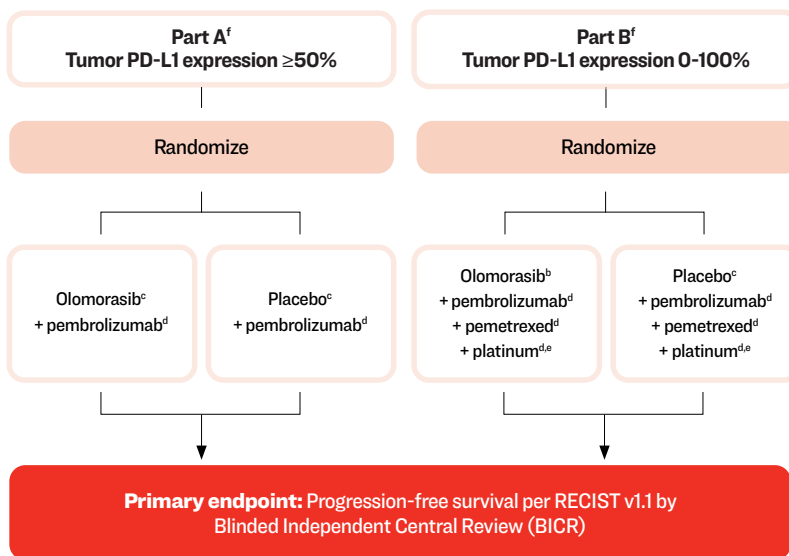 Part Aᶠ
Tumor PD-L1 expression ≥50%
Part Bᶠ
Tumor PD-L1 expression 0-100%
Randomize
Randomize
Olomorasibᶜ
+ pembrolizumabᵈ
Placeboᶜ
+ pembrolizumabᵈ
Olomorasibᵇ
+ pembrolizumabᵈ
+ pemetrexedᵈ
+ platinumᵈ,ᵉ
Placeboᶜ
+ pembrolizumabᵈ
+ pemetrexedᵈ
+ platinumᵈ,ᵉ
Primary endpoint: Progression-free survival per RECIST v1.1 by
Blinded Independent Central Review (BICR)